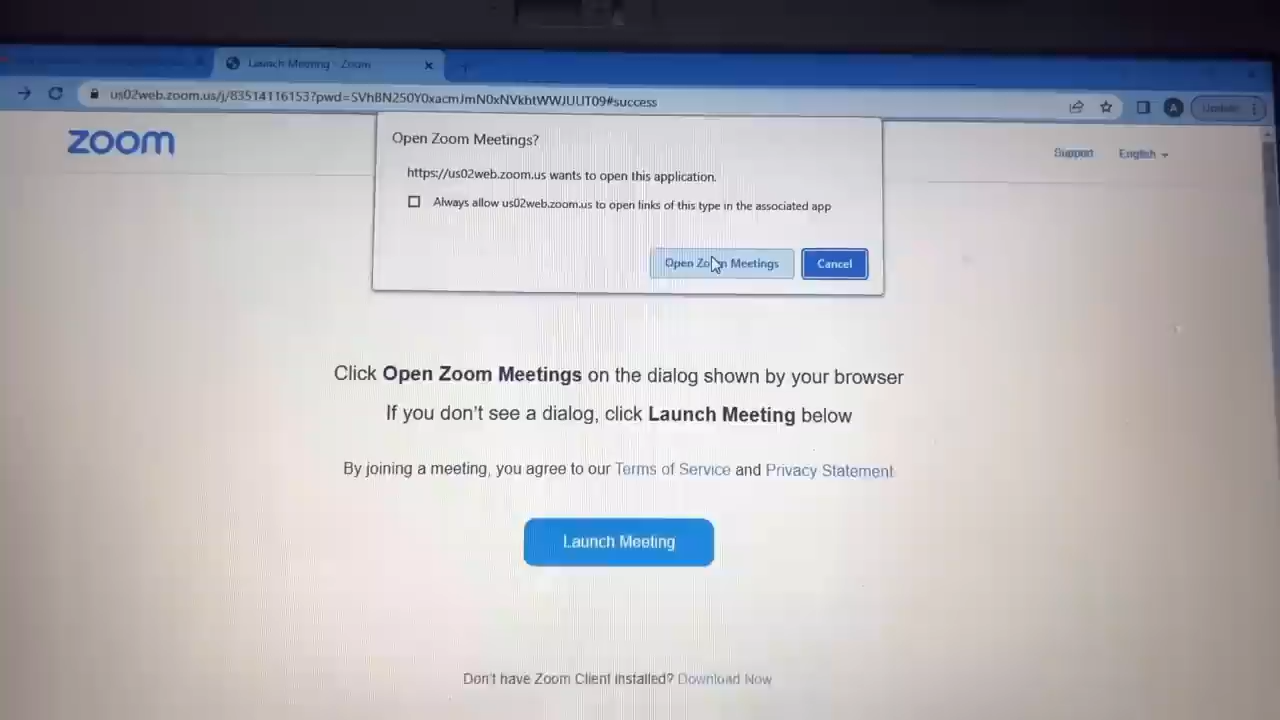 Launch Meeting - Zoom
us02web.zoom.us/j/83514116153?pwd=SVhBN2S0Y0xacmJmN0xNVkhtWWJUUT09#success
A
Update
zoom
Support
English
Open Zoom Meetings?
https://us02web.zoom.us wants to open this application.
Always allow us02web.zoom.us to open links of this type in the associated app
Open Zoom Meetings
Cancel
Click Open Zoom Meetings on the dialog shown by your browser
If you don't see a dialog, click Launch Meeting below
By joining a meeting, you agree to our Terms of Service and Privacy Statement
Launch Meeting
Don't have Zoom Client installed? Download Now